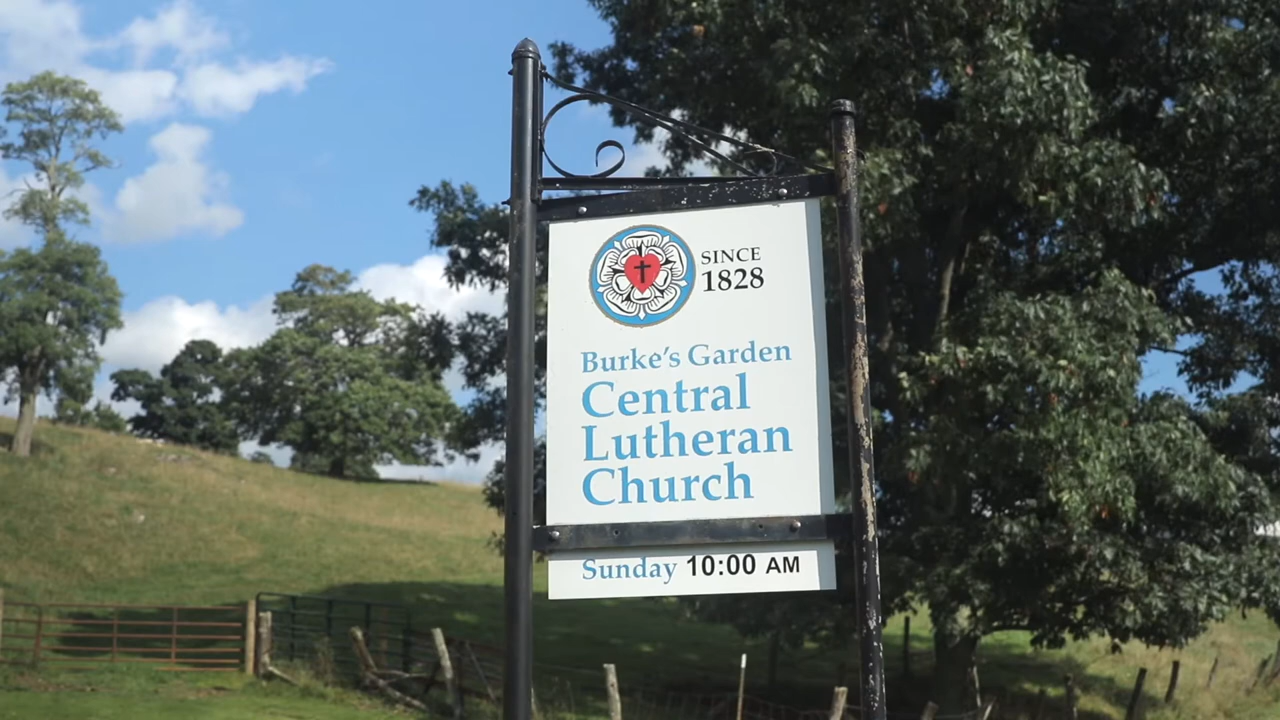 SINCE
1828
Burke's Garden
Central
Lutheran
Church
Sunday 10:00 AM